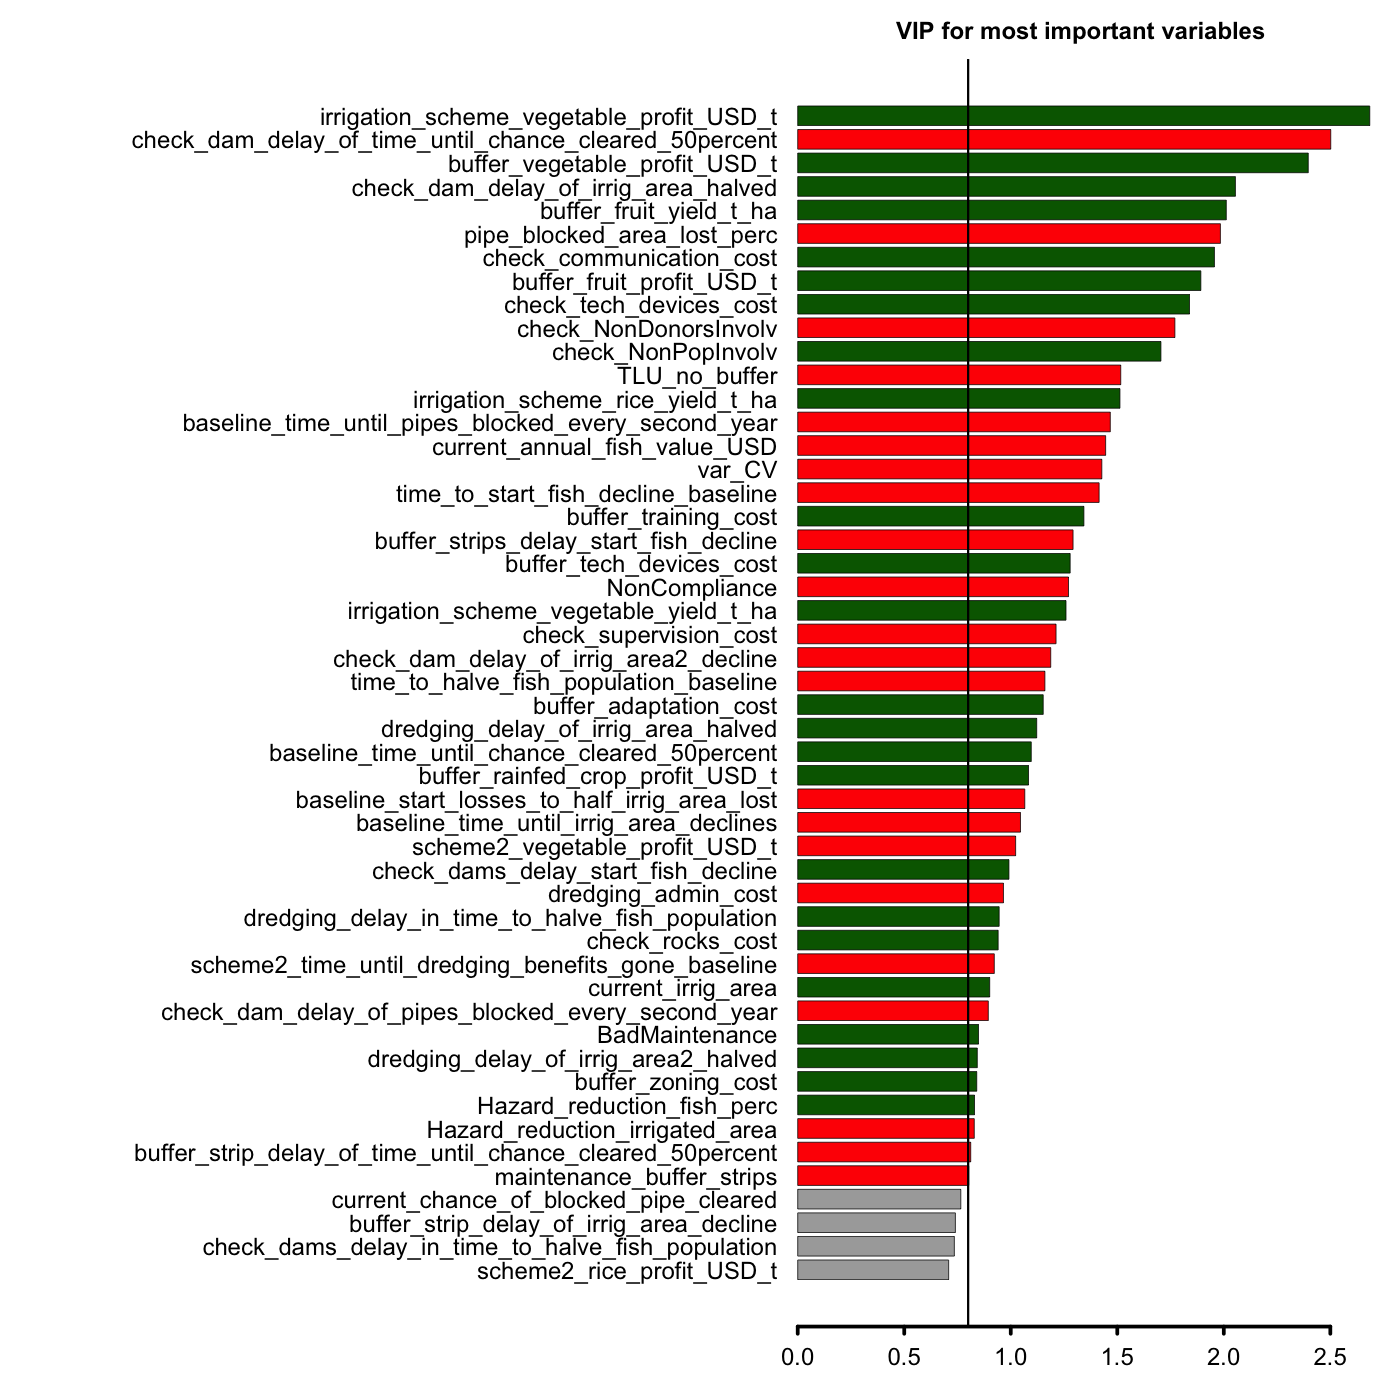 VIP for most important variables
irrigation_scheme_vegetable_profit_USD_t
check_dam_delay_of_time_until_chance_cleared_50percent
buffer_vegetable_profit_USD_t
check_dam_delay_of_irrig_area_halved
buffer_fruit_yield_t_ha
pipe_blocked_area_lost_perc
check_communication_cost
buffer_fruit_profit_USD_t
check_tech_devices_cost
check_NonDonorsInvolv
check_NonPopInvolv
TLU_no_buffer
irrigation_scheme_rice_yield_t_ha
baseline_time_until_pipes_blocked_every_second_year
current_annual_fish_value_USD
var_CV
time_to_start_fish_decline_baseline
buffer_training_cost
buffer_strips_delay_start_fish_decline
buffer_tech_devices_cost
NonCompliance
irrigation_scheme_vegetable_yield_t_ha
check_supervision_cost
check_dam_delay_of_irrig_area2_decline
time_to_halve_fish_population_baseline
buffer_adaptation_cost
dredging_delay_of_irrig_area_halved
baseline_time_until_chance_cleared_50percent
buffer_rainfed_crop_profit_USD_t
baseline_start_losses_to_half_irrig_area_lost
baseline_time_until_irrig_area_declines
scheme2_vegetable_profit_USD_t
check_dams_delay_start_fish_decline
dredging_admin_cost
dredging_delay_in_time_to_halve_fish_population
check_rocks_cost
scheme2_time_until_dredging_benefits_gone_baseline
current_irrig_area
check_dam_delay_of_pipes_blocked_every_second_year
BadMaintenance
dredging_delay_of_irrig_area2_halved
buffer_zoning_cost
Hazard_reduction_fish_perc
Hazard_reduction_irrigated_area
buffer_strip_delay_of_time_until_chance_cleared_50percent
maintenance_buffer_strips
current_chance_of_blocked_pipe_cleared
buffer_strip_delay_of_irrig_area_decline
check_dams_delay_in_time_to_halve_fish_population
scheme2_rice_profit_USD_t
0.0 0.5 1.0 1.5 2.0 2.5